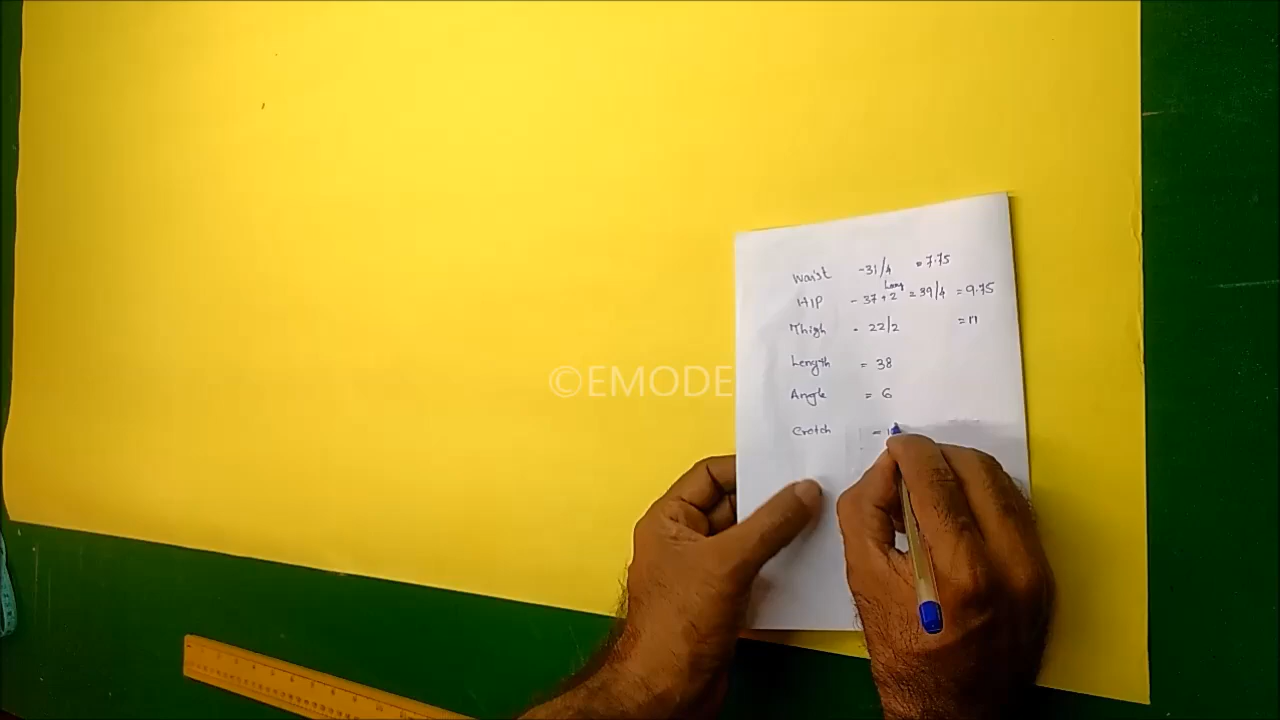 Waist - 31/4 = 7.75
Long
HIP - 37 + 2 = 39/4 = 9.75
Thigh - 22/2 = 11
Length = 38
Angle = 6
Crotch =
©EMODE